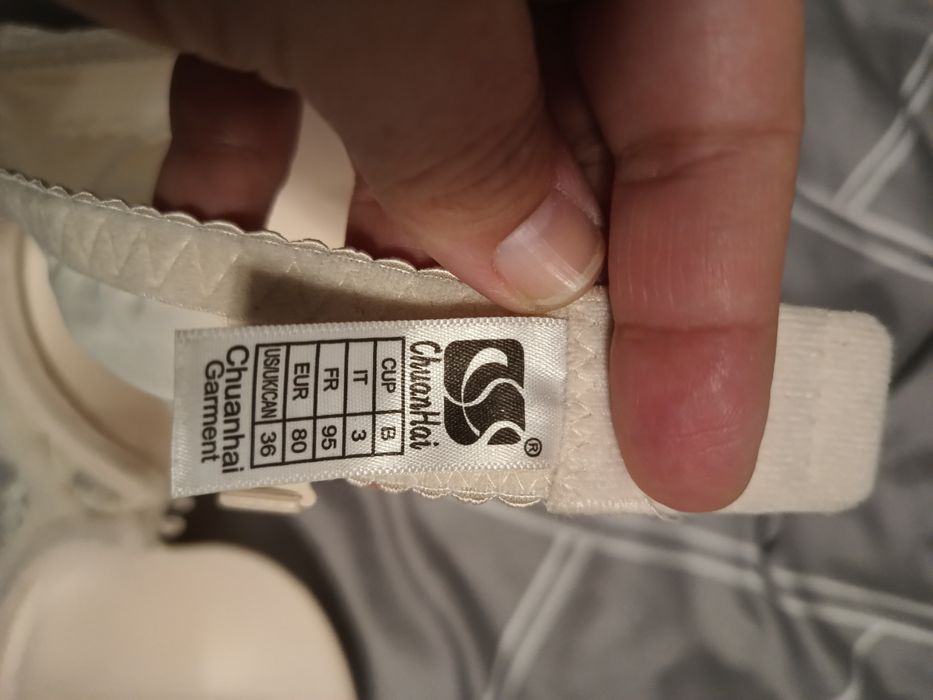 ®
ChuanHai
CUP B
IT 3
FR 95
EUR 80
US/UK/CAN 36
Chuanhai
Garment